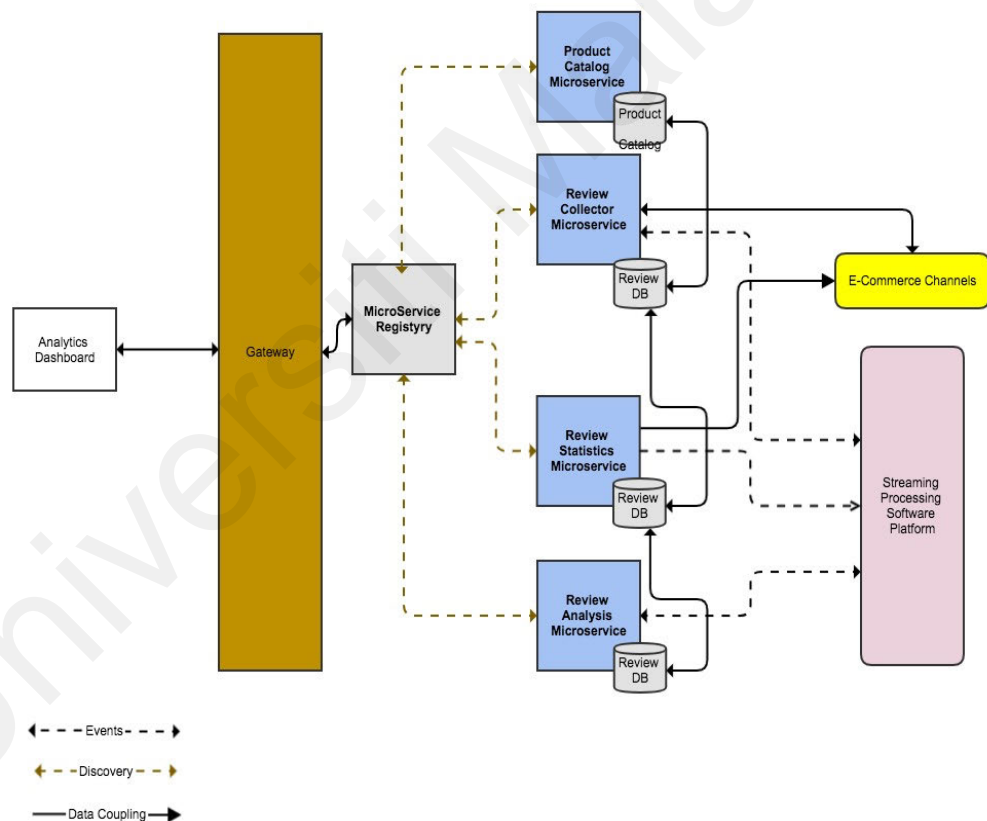 Product
Catalog
Microservice
Product
Catalog
Review
Collector
Microservice
Review
DB
E-Commerce Channels
MicroService
Registyry
Analytics
Dashboard
Gateway
Review
Statistics
Microservice
Review
DB
Streaming
Processing
Software
Platform
Review
Analysis
Microservice
Review
DB
Events
Discovery
Data Coupling